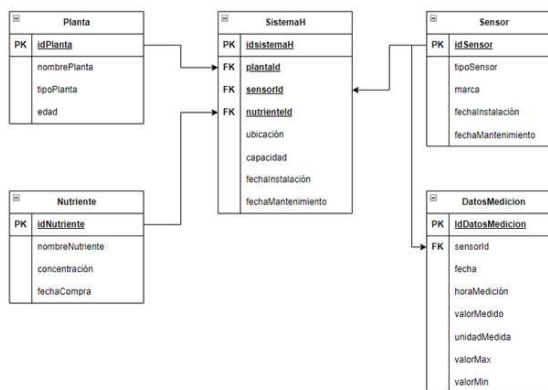 Planta
PK idPlanta
nombrePlanta
tipoPlanta
edad
SistemaH
PK idsistemaH
FK plantaId
FK sensorId
FK nutrienteId
ubicación
capacidad
fechaInstalación
fechaMantenimiento
Sensor
PK idSensor
tipoSensor
marca
fechaInstalación
fechaMantenimiento
Nutriente
PK idNutriente
nombreNutriente
concentración
fechaCompra
DatosMedicion
PK IdDatosMedicion
FK sensorId
fecha
horaMedición
valorMedido
unidadMedida
valorMax
valorMin